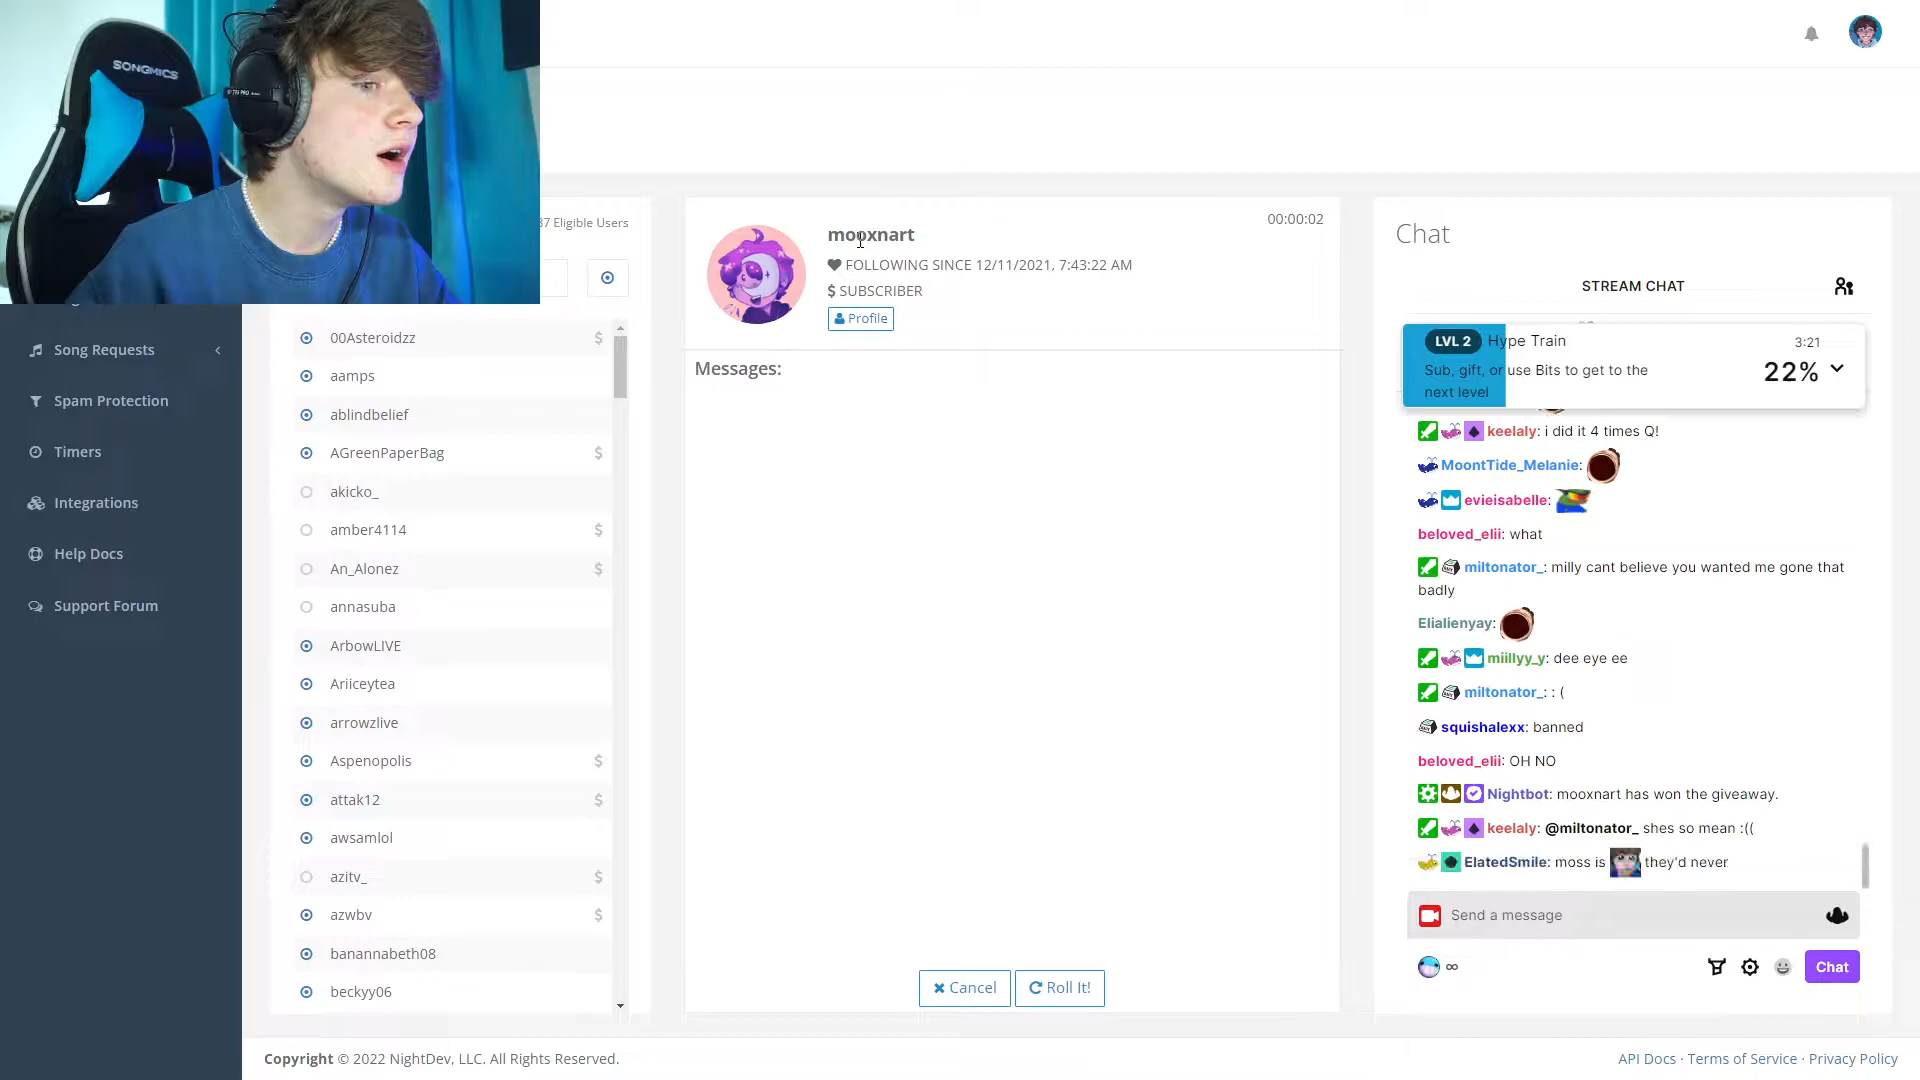 SONGMICS
37 Eligible Users
Song Requests
Spam Protection
Timers
Integrations
Help Docs
Support Forum
00Asteroidzz $
aamps
ablindbelief
AGreenPaperBag $
akicko_
amber4114 $
An_Alonez $
annasuba
ArbowLIVE
Ariiceytea
arrowzlive
Aspenopolis $
attak12 $
awsamlol
azitv_ $
azwbv $
banannabeth08
beckyy06
mooxnart
00:00:02
FOLLOWING SINCE 12/11/2021, 7:43:22 AM
$ SUBSCRIBER
Profile
Messages:
Cancel
Roll It!
Chat
STREAM CHAT
LVL 2 Hype Train 3:21
Sub, gift, or use Bits to get to the
next level
22%
keelaly: i did it 4 times Q!
MoontTide_Melanie:
evieisabelle:
beloved_elii: what
miltonator_: milly cant believe you wanted me gone that
badly
Elialienyay:
miillyy_y: dee eye ee
miltonator_: : (
squishalexx: banned
beloved_elii: OH NO
Nightbot: mooxnart has won the giveaway.
keelaly: @miltonator_ shes so mean :((
ElatedSmile: moss is they'd never
Send a message
∞
Chat
Copyright © 2022 NightDev, LLC. All Rights Reserved.
API Docs · Terms of Service · Privacy Policy